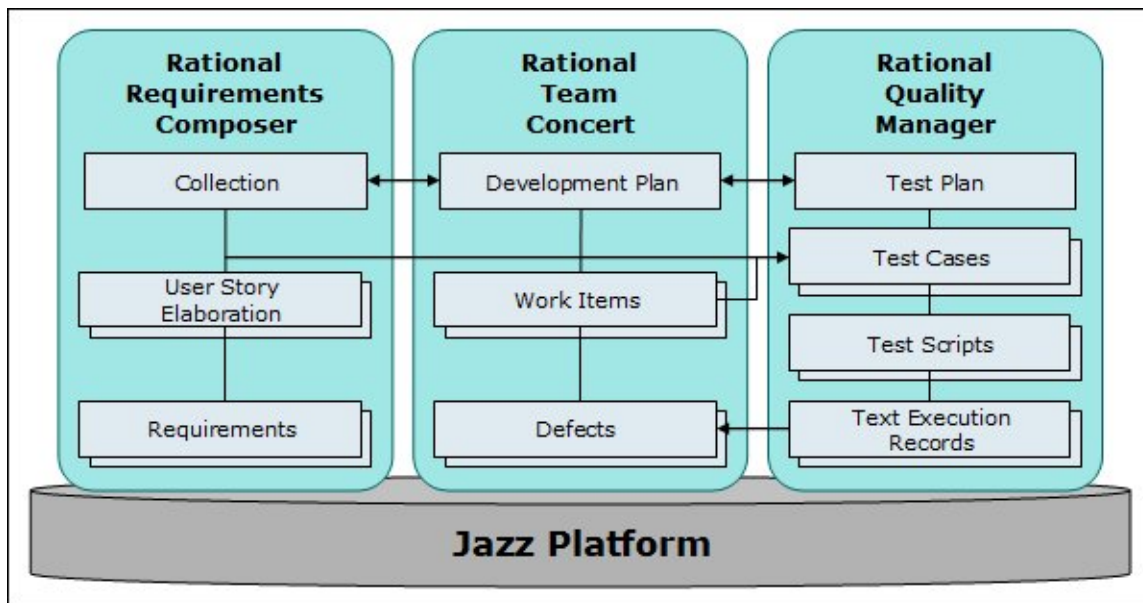 Rational
Requirements
Composer
Collection
User Story
Elaboration
Requirements
Rational
Team
Concert
Development Plan
Work Items
Defects
Rational
Quality
Manager
Test Plan
Test Cases
Test Scripts
Text Execution
Records
Jazz Platform